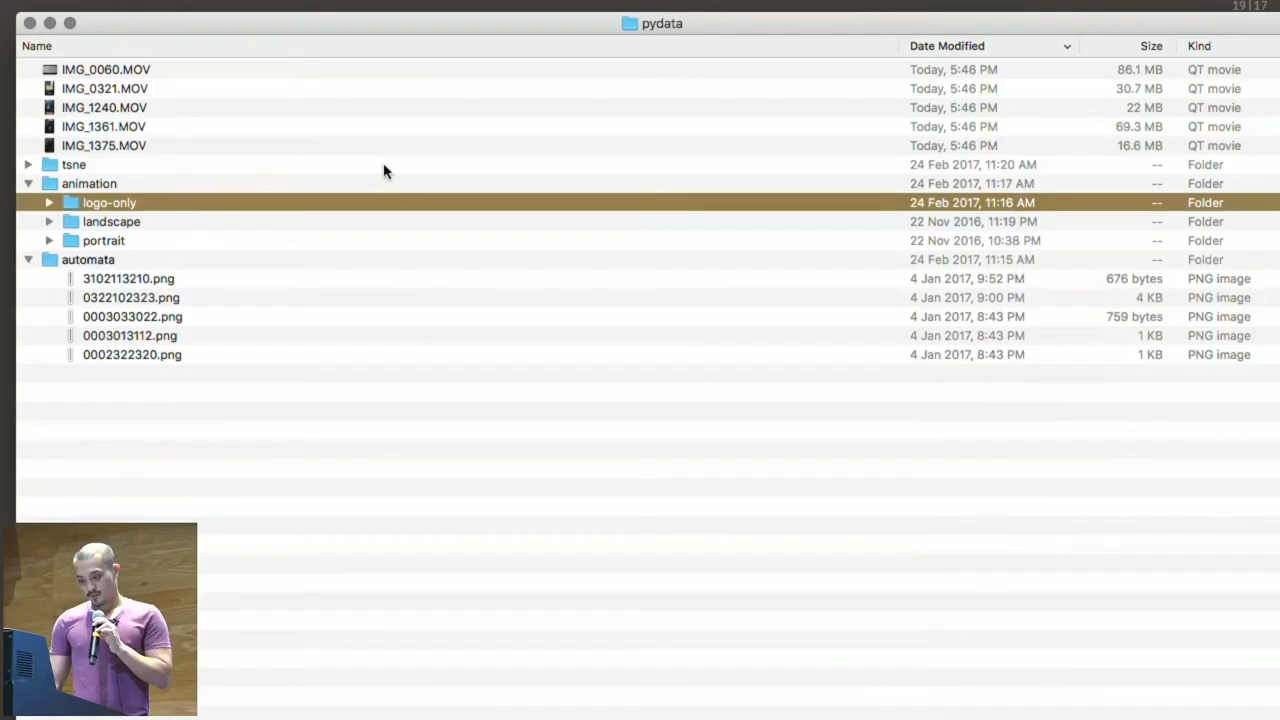 19|17
pydata
Name Date Modified Size Kind
IMG_0060.MOV Today, 5:46 PM 86.1 MB QT movie
IMG_0321.MOV Today, 5:46 PM 30.7 MB QT movie
IMG_1240.MOV Today, 5:46 PM 22 MB QT movie
IMG_1361.MOV Today, 5:46 PM 69.3 MB QT movie
IMG_1375.MOV Today, 5:46 PM 16.6 MB QT movie
tsne 24 Feb 2017, 11:20 AM -- Folder
animation 24 Feb 2017, 11:17 AM -- Folder
logo-only 24 Feb 2017, 11:16 AM -- Folder
landscape 22 Nov 2016, 11:19 PM -- Folder
portrait 22 Nov 2016, 10:38 PM -- Folder
automata 24 Feb 2017, 11:15 AM -- Folder
3102113210.png 4 Jan 2017, 9:52 PM 676 bytes PNG image
0322102323.png 4 Jan 2017, 9:00 PM 4 KB PNG image
0003033022.png 4 Jan 2017, 8:43 PM 759 bytes PNG image
0003013112.png 4 Jan 2017, 8:43 PM 1 KB PNG image
0002322320.png 4 Jan 2017, 8:43 PM 1 KB PNG image